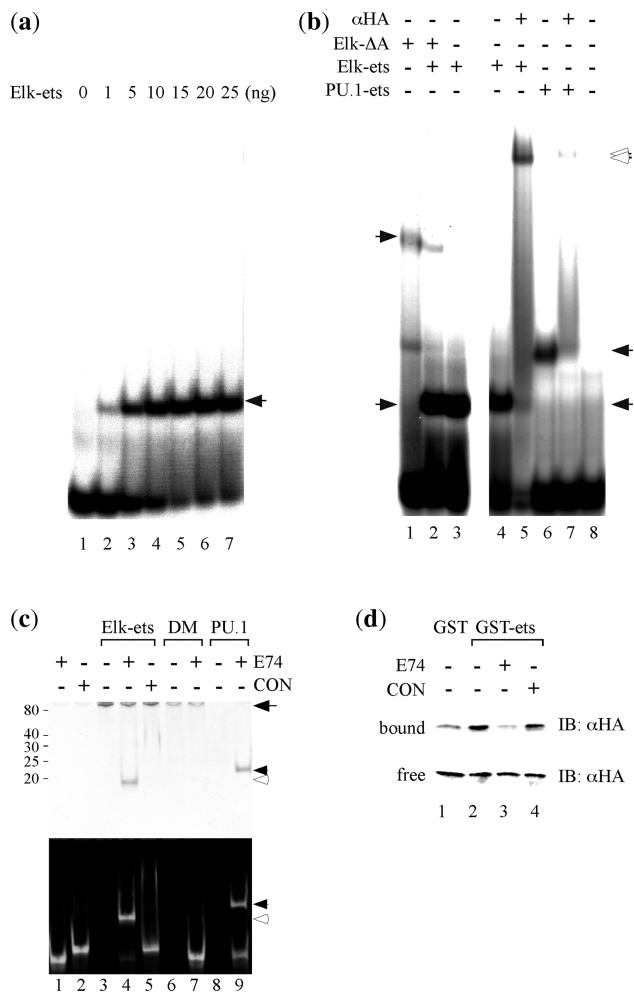 (a)
Elk-ets 0 1 5 10 15 20 25 (ng)
1 2 3 4 5 6 7
(b)
αHA - - - - + - + -
Elk-ΔA + + - - - - - -
Elk-ets - + + + + - - -
PU.1-ets - - - - - + + -
1 2 3 4 5 6 7 8
(c)
Elk-ets DM PU.1
+ - - + - - + - + E74
- + - - + - - - - CON
80
40
30
25
20
1 2 3 4 5 6 7 8 9
(d)
GST GST-ets
E74 - - + -
CON - - - +
bound IB: αHA
free IB: αHA
1 2 3 4